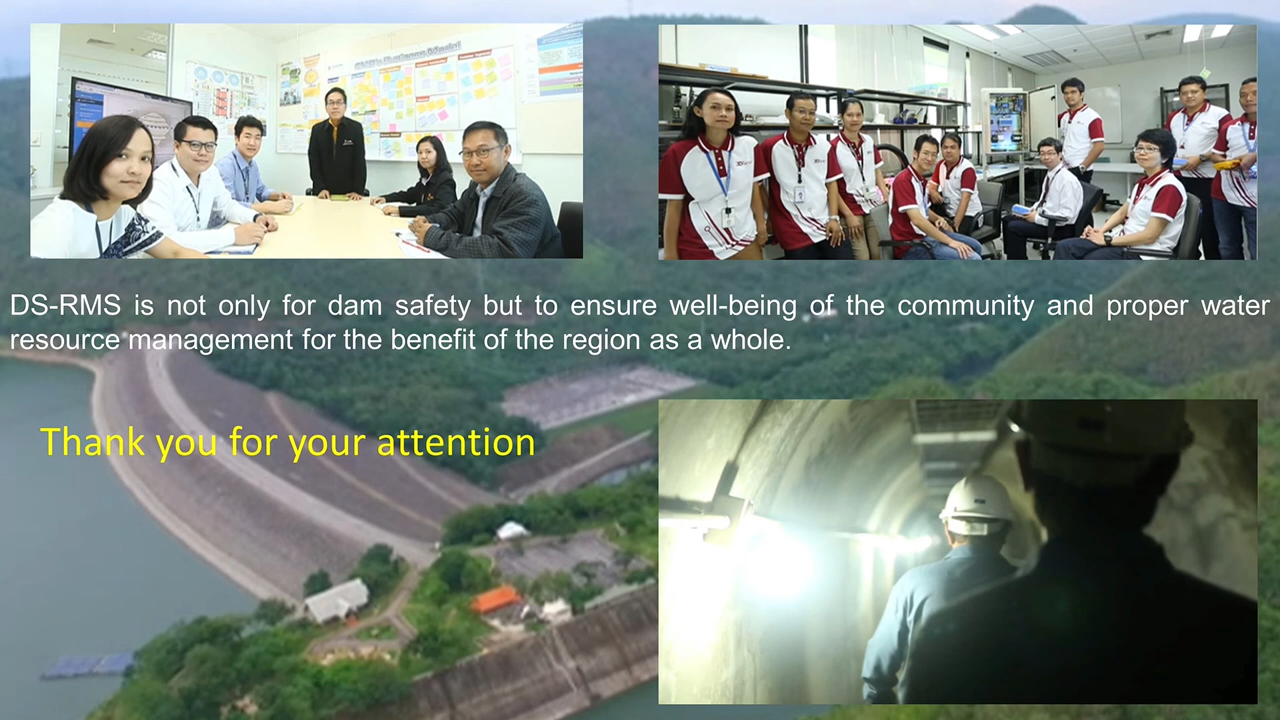 DS-RMS is not only for dam safety but to ensure well-being of the community and proper water
resource management for the benefit of the region as a whole.
Thank you for your attention